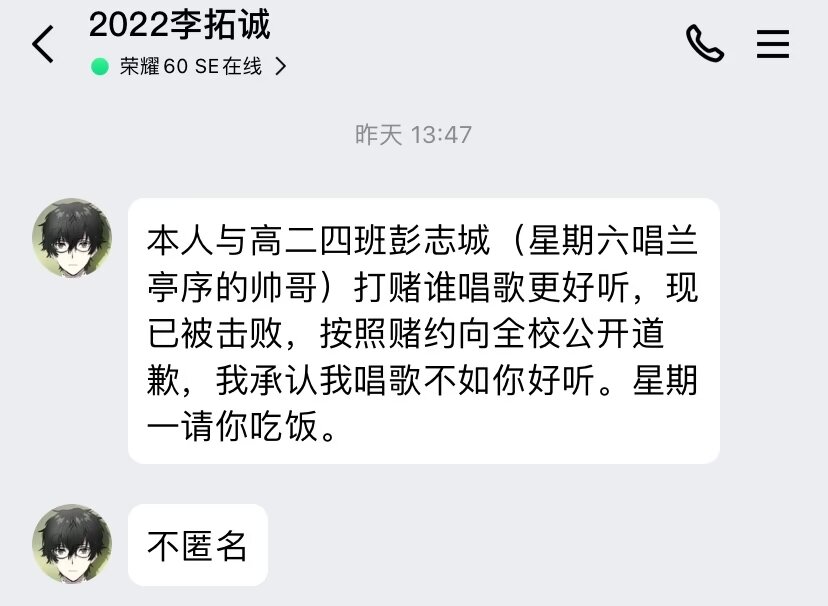 2022李拓诚
荣耀60 SE在线
昨天 13:47
本人与高二四班彭志城（星期六唱兰
亭序的帅哥）打赌谁唱歌更好听，现
已被击败，按照赌约向全校公开道
歉，我承认我唱歌不如你好听。星期
一请你吃饭。
不匿名